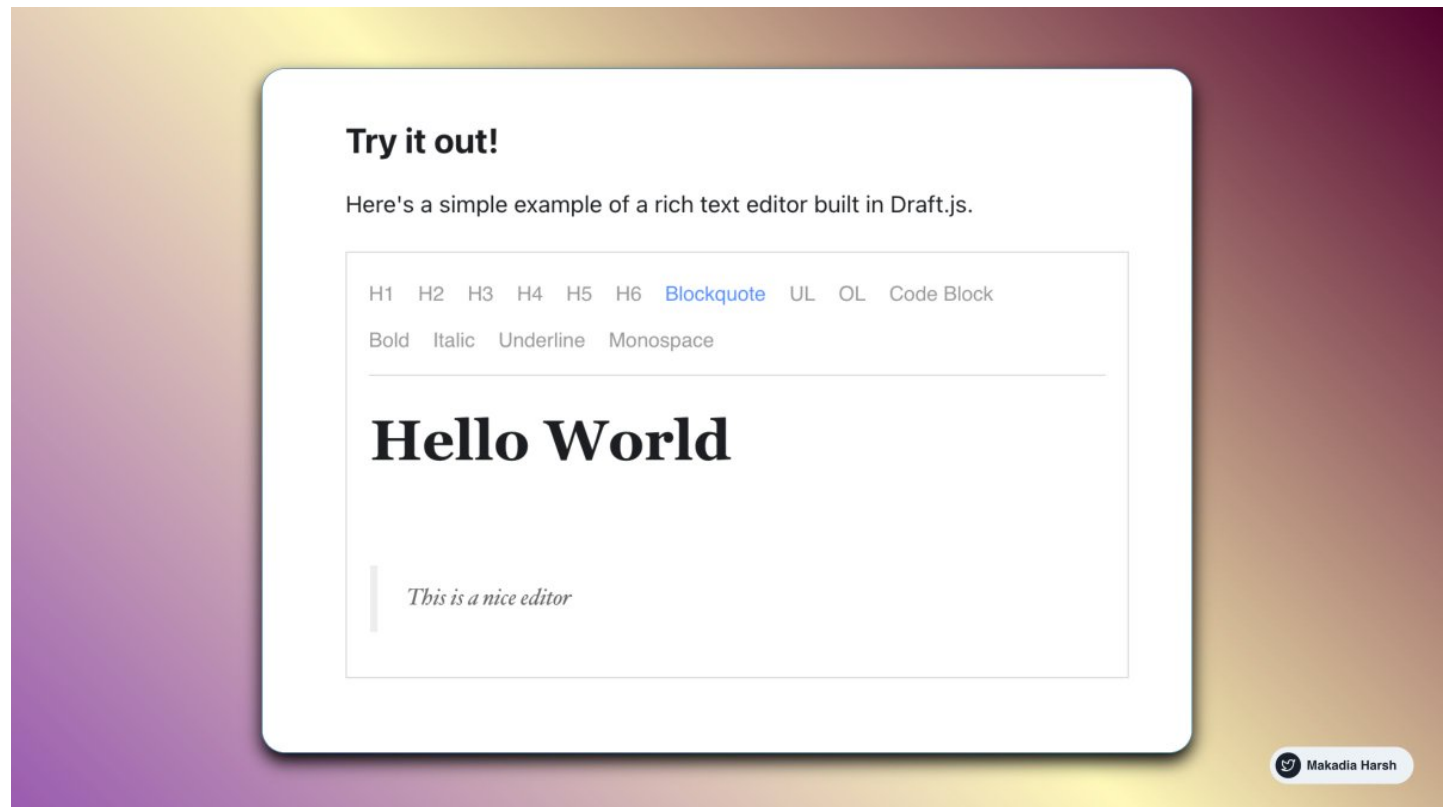 Try it out!
Here's a simple example of a rich text editor built in Draft.js.
H1 H2 H3 H4 H5 H6 Blockquote UL OL Code Block
Bold Italic Underline Monospace
Hello World
This is a nice editor
Makadia Harsh